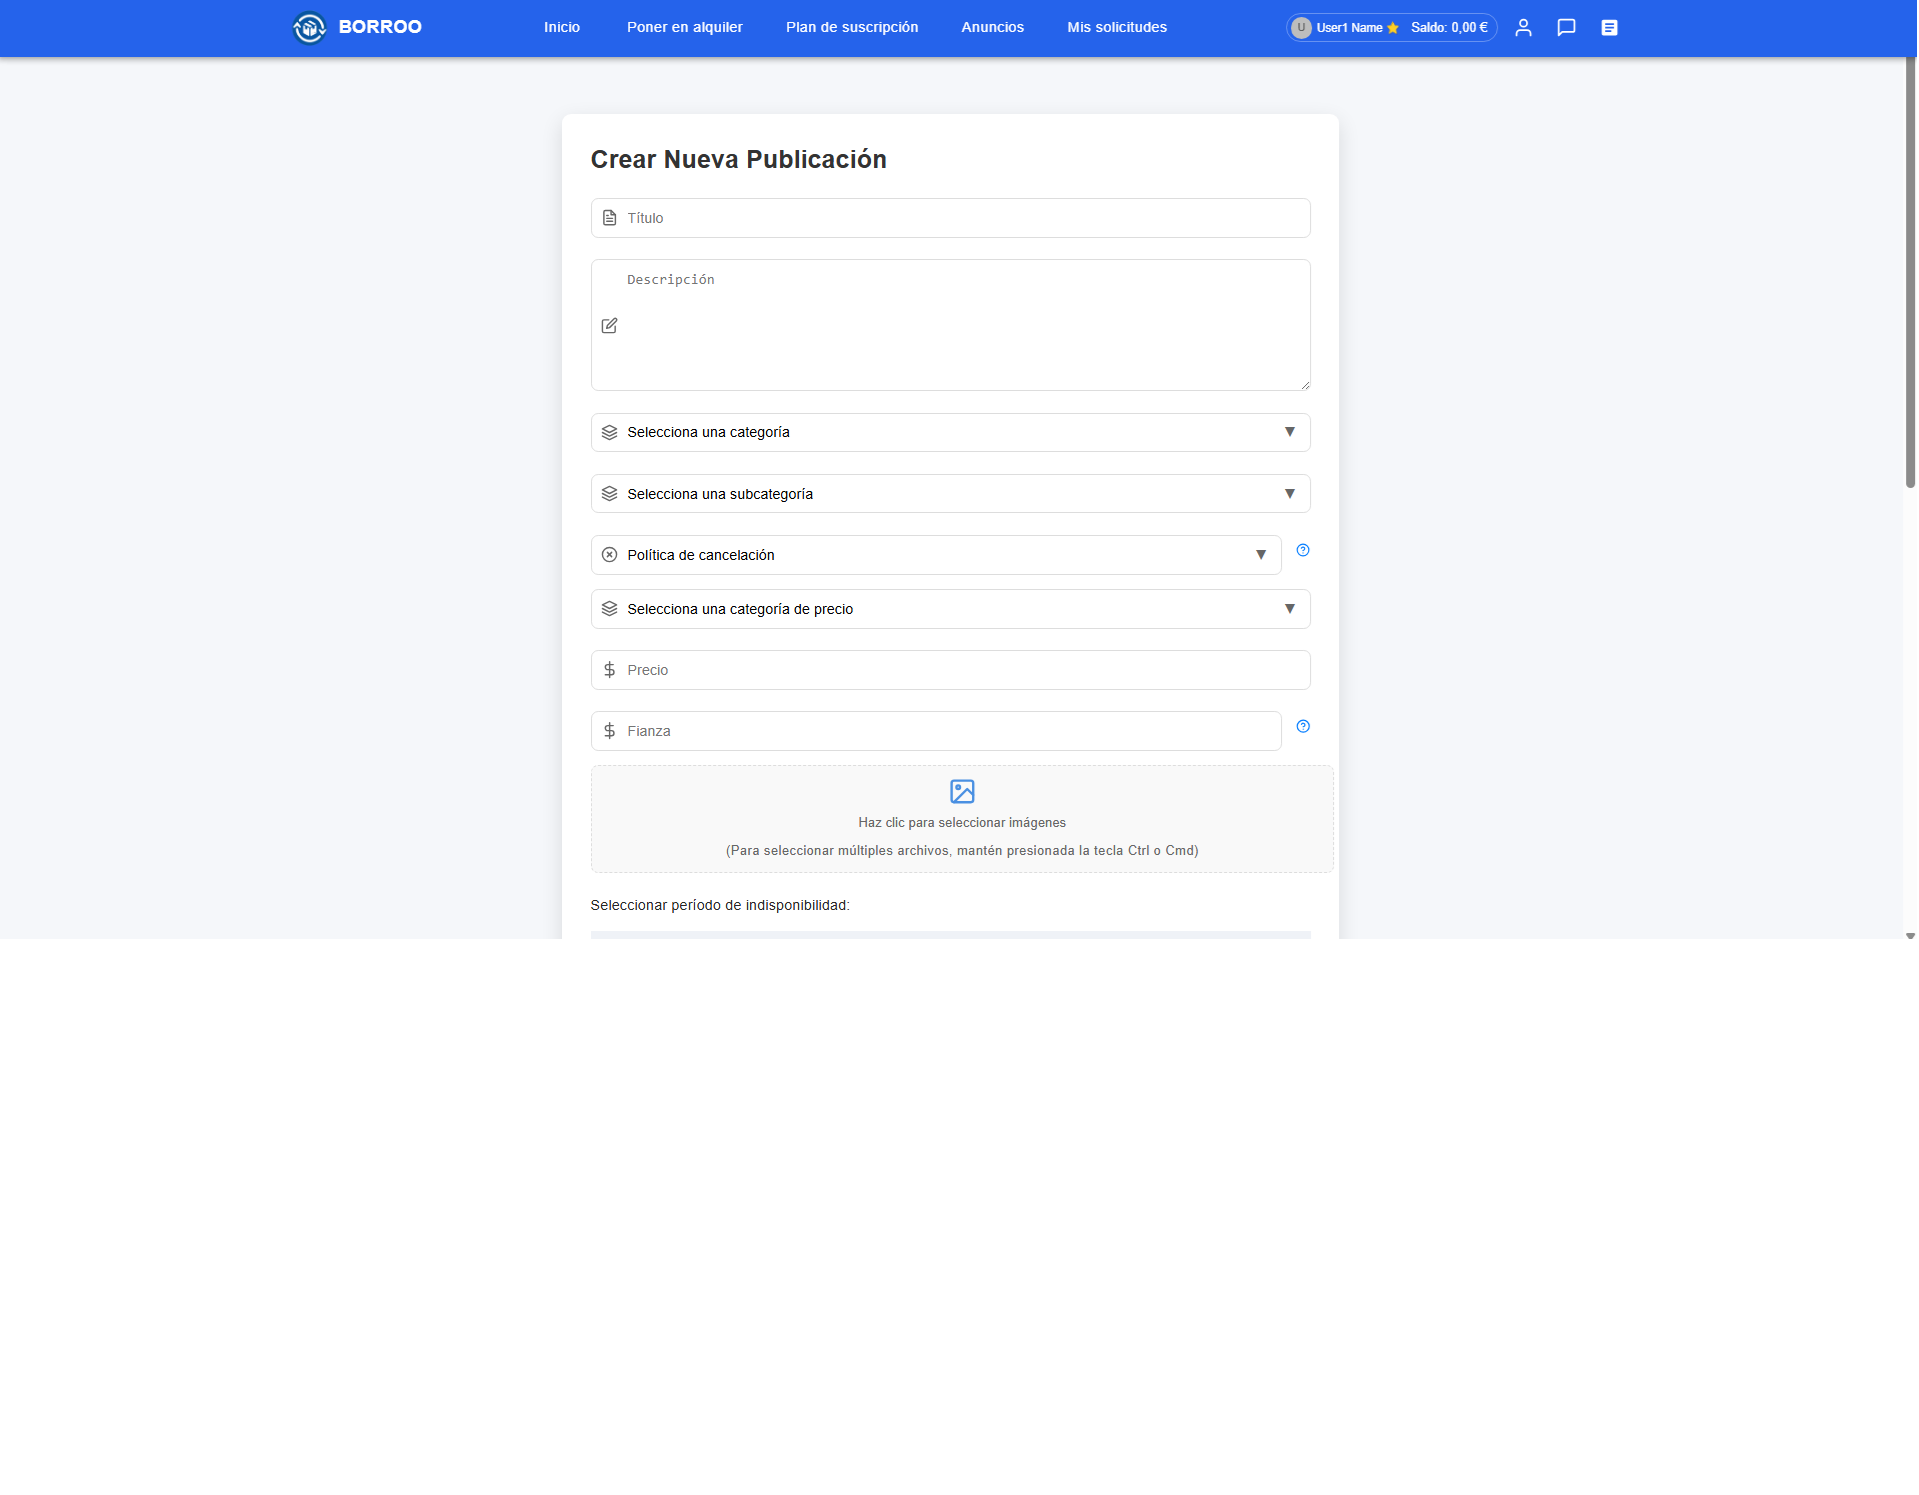 BORROO
Inicio
Poner en alquiler
Plan de suscripción
Anuncios
Mis solicitudes
U User1 Name Saldo: 0,00 €
Crear Nueva Publicación
Título
Descripción
Selecciona una categoría
Selecciona una subcategoría
Política de cancelación
Selecciona una categoría de precio
Precio
Fianza
Haz clic para seleccionar imágenes
(Para seleccionar múltiples archivos, mantén presionada la tecla Ctrl o Cmd)
Seleccionar período de indisponibilidad: